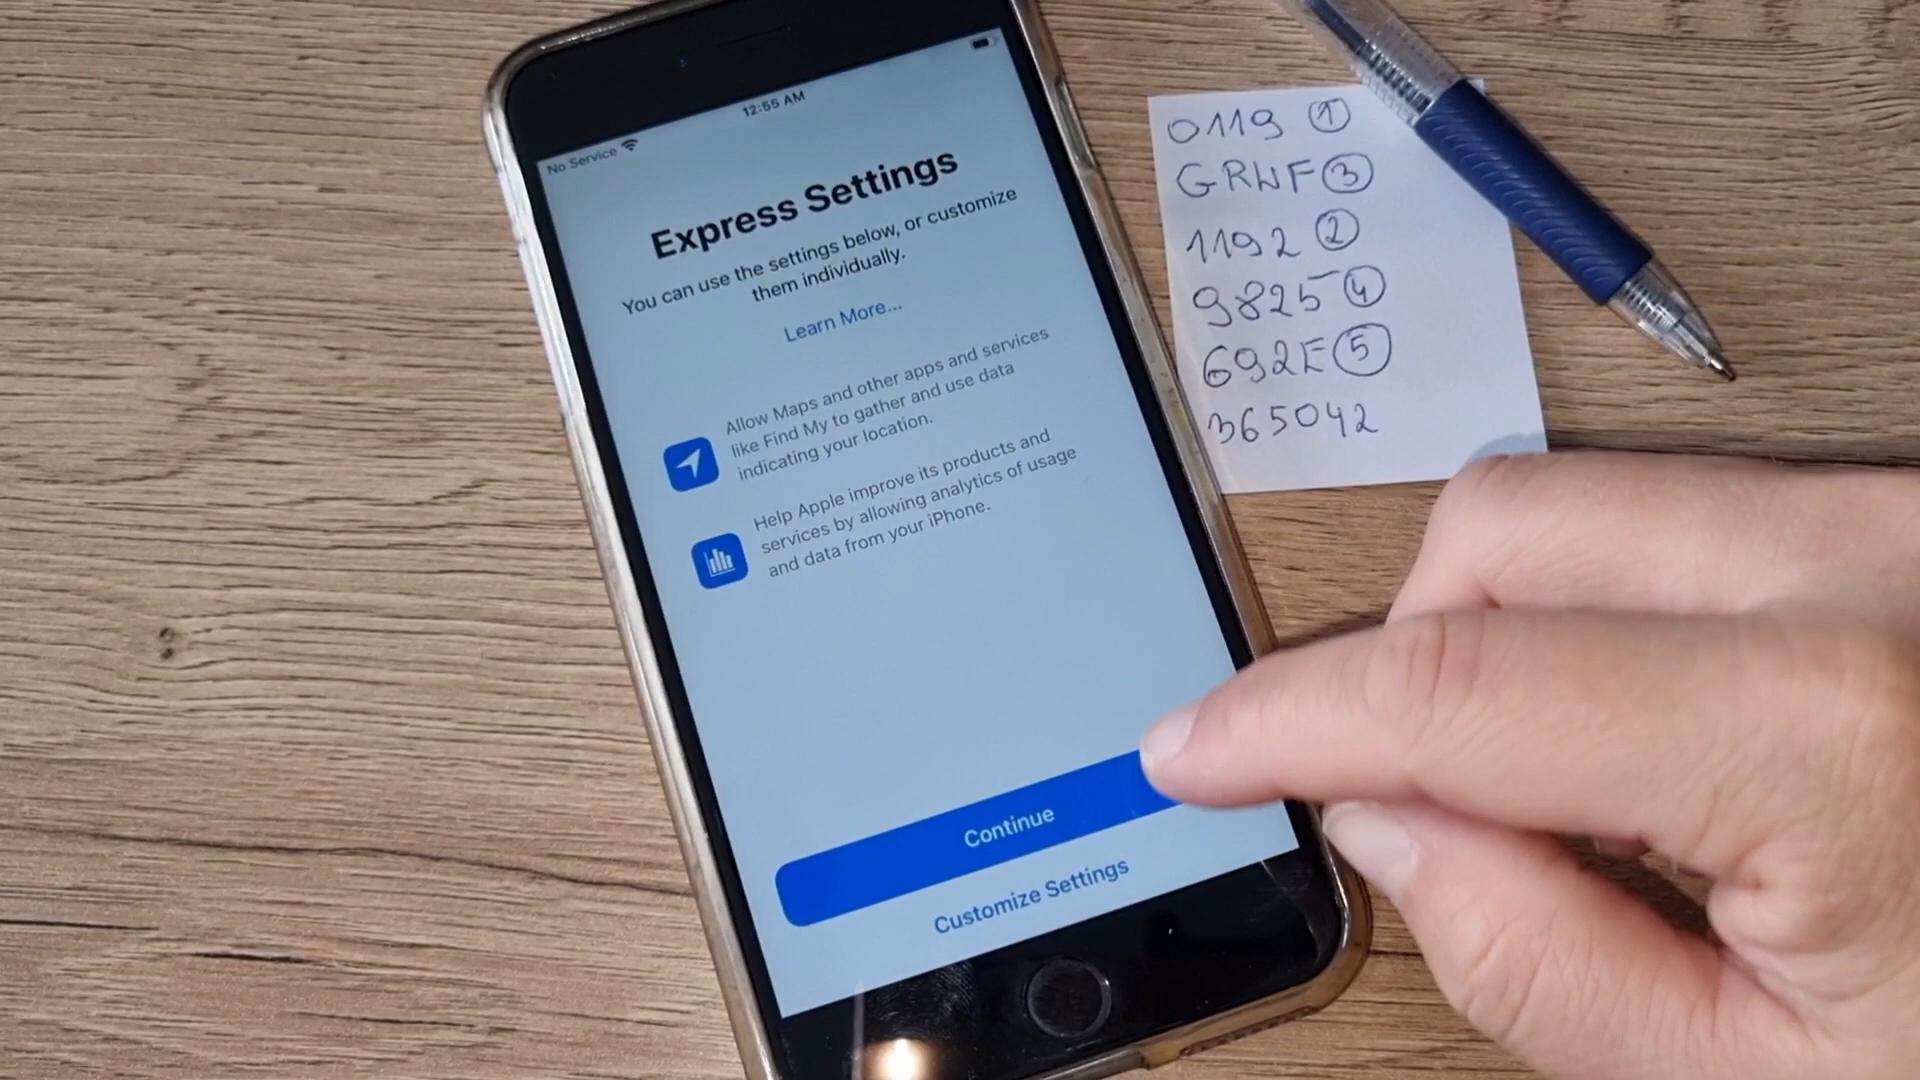 12:55 AM
No Service
Express Settings
You can use the settings below, or customize
them individually.
Learn More...
Allow Maps and other apps and services
like Find My to gather and use data
indicating your location.
Help Apple improve its products and
services by allowing analytics of usage
and data from your iPhone.
Continue
Customize Settings
0119 ①
GRWF ③
1192 ②
9825 ④
692E ⑤
365042